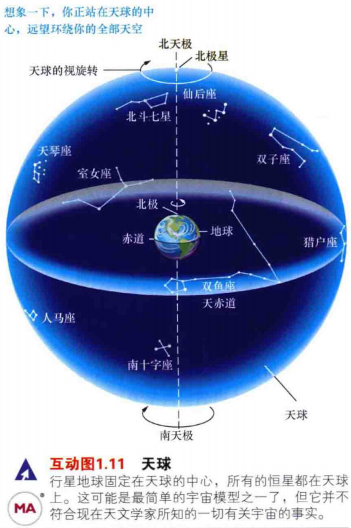 想象一下，你正站在天球的中
心，远望环绕你的全部天空
北天极
北极星
天球的视旋转
仙后座
北斗七星
天琴座
双子座
室女座
北极
赤道
地球
猎户座
双鱼座
天赤道
人马座
南十字座
天球
南天极
互动图1.11 天球
行星地球固定在天球的中心，所有的恒星都在天球
上。这可能是最简单的宇宙模型之一了，但它并不
符合现在天文学家所知的一切有关宇宙的事实。
MA